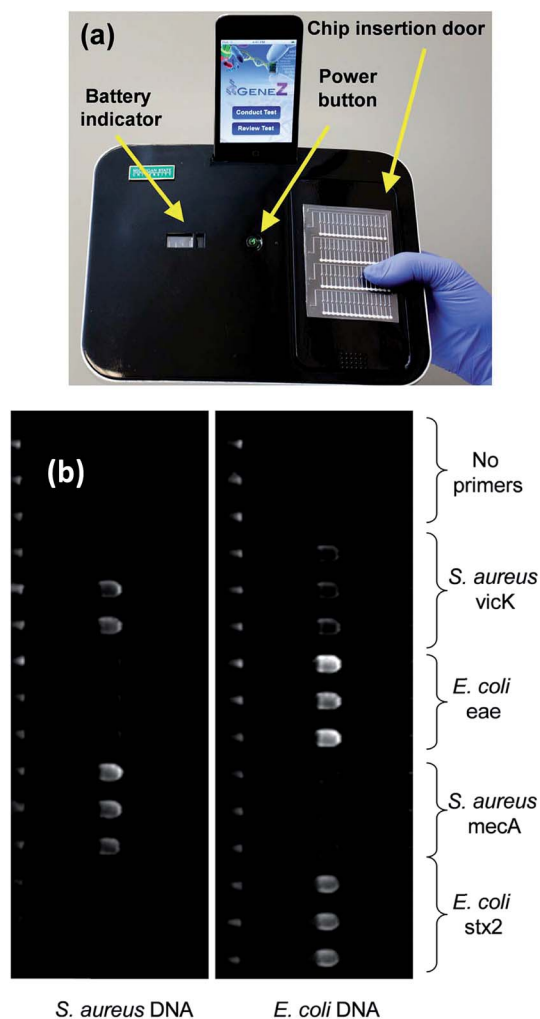 (a)
Chip insertion door
Power
button
Battery
indicator
GENEZ
Conduct Test
Review Test
(b)
No
primers
S. aureus
vicK
E. coli
eae
S. aureus
mecA
E. coli
stx2
S. aureus DNA
E. coli DNA